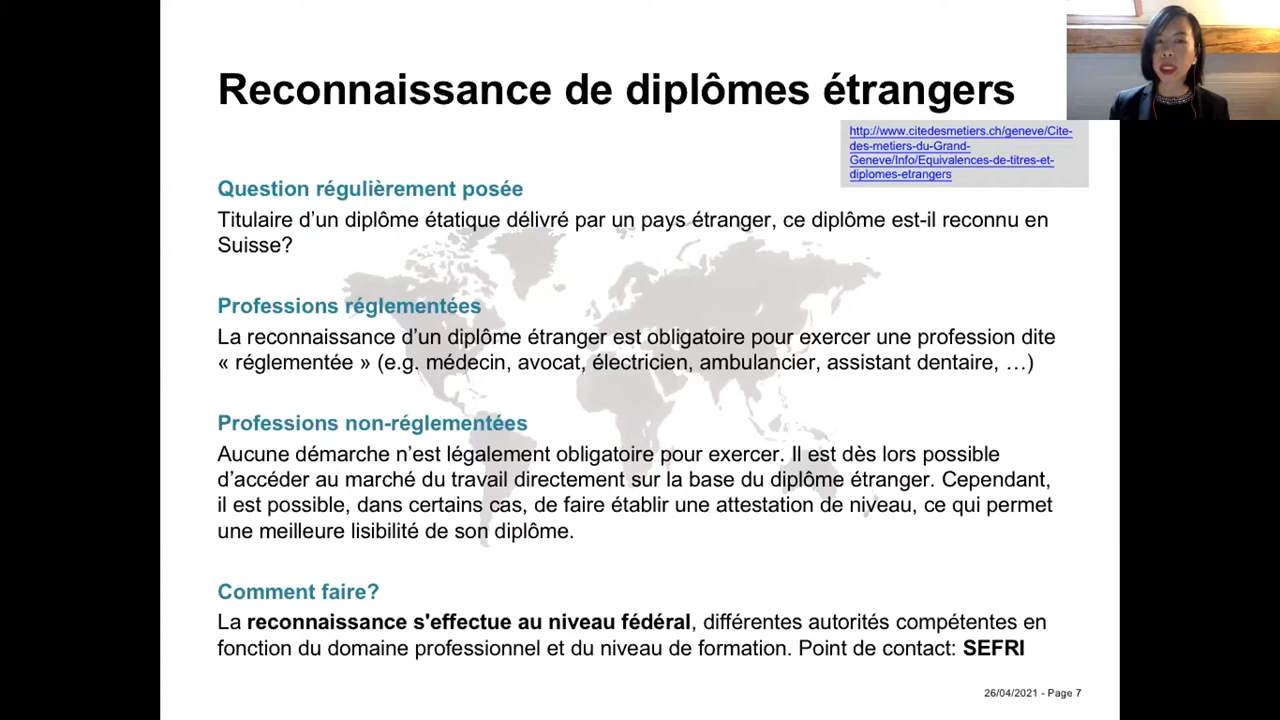 Reconnaissance de diplômes étrangers
http://www.citedesmetiers.ch/geneve/Cite-
des-metiers-du-Grand-
Geneve/Info/Equivalences-de-titres-et-
diplomes-etrangers
Question régulièrement posée
Titulaire d’un diplôme étatique délivré par un pays étranger, ce diplôme est-il reconnu en
Suisse?
Professions réglementées
La reconnaissance d’un diplôme étranger est obligatoire pour exercer une profession dite
« réglementée » (e.g. médecin, avocat, électricien, ambulancier, assistant dentaire, …)
Professions non-réglementées
Aucune démarche n’est légalement obligatoire pour exercer. Il est dès lors possible
d’accéder au marché du travail directement sur la base du diplôme étranger. Cependant,
il est possible, dans certains cas, de faire établir une attestation de niveau, ce qui permet
une meilleure lisibilité de son diplôme.
Comment faire?
La reconnaissance s'effectue au niveau fédéral, différentes autorités compétentes en
fonction du domaine professionnel et du niveau de formation. Point de contact: SEFRI
26/04/2021 - Page 7